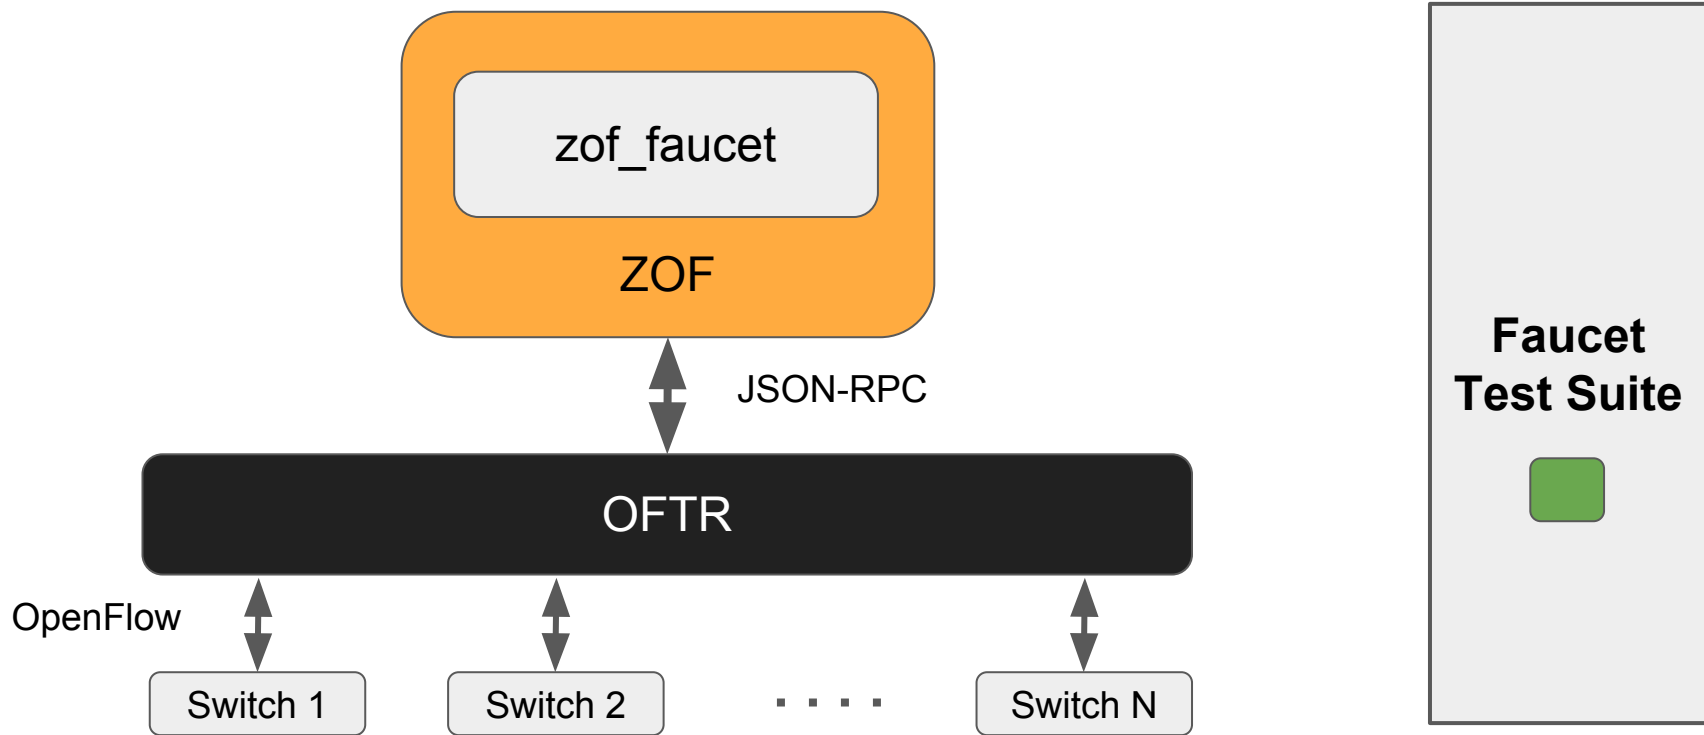 zof_faucet
ZOF
JSON-RPC
OFTR
OpenFlow
Switch 1
Switch 2
Switch N
Faucet
Test Suite